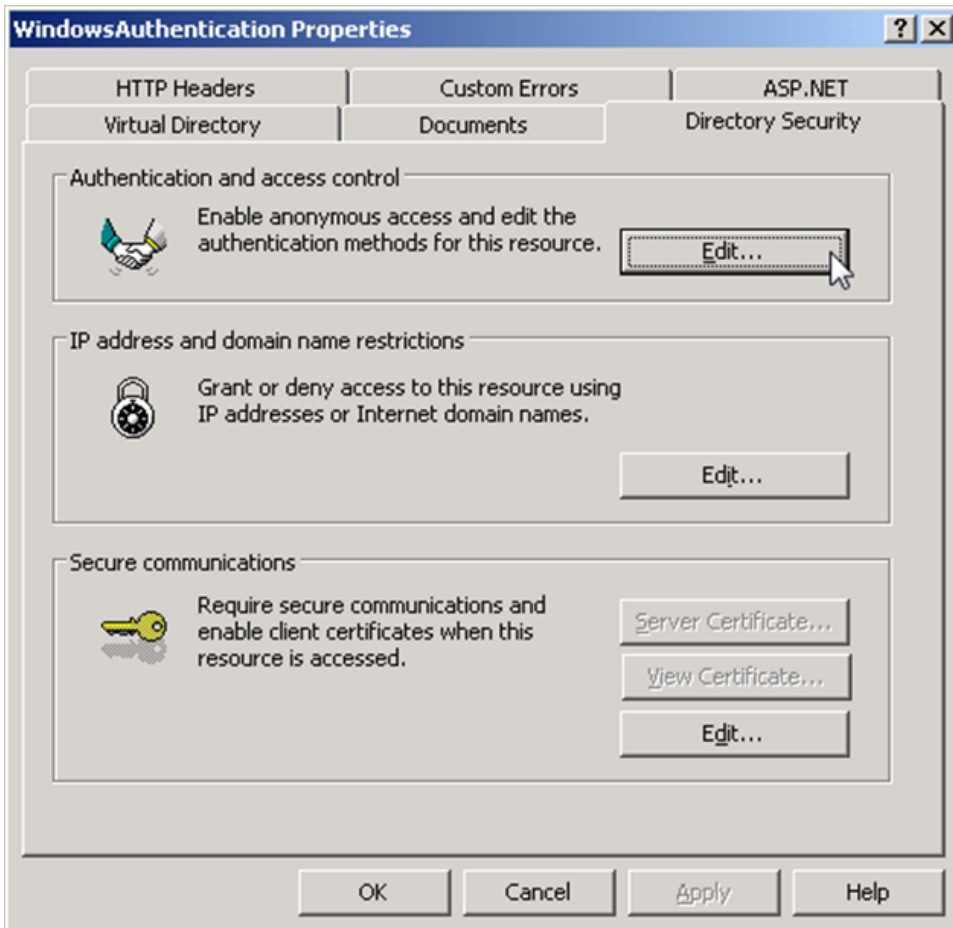 WindowsAuthentication Properties
HTTP Headers
Custom Errors
ASP.NET
Virtual Directory
Documents
Directory Security
Authentication and access control
Enable anonymous access and edit the
authentication methods for this resource.
Edit...
IP address and domain name restrictions
Grant or deny access to this resource using
IP addresses or Internet domain names.
Edit...
Secure communications
Require secure communications and
enable client certificates when this
resource is accessed.
Server Certificate...
View Certificate...
Edit...
OK
Cancel
Apply
Help